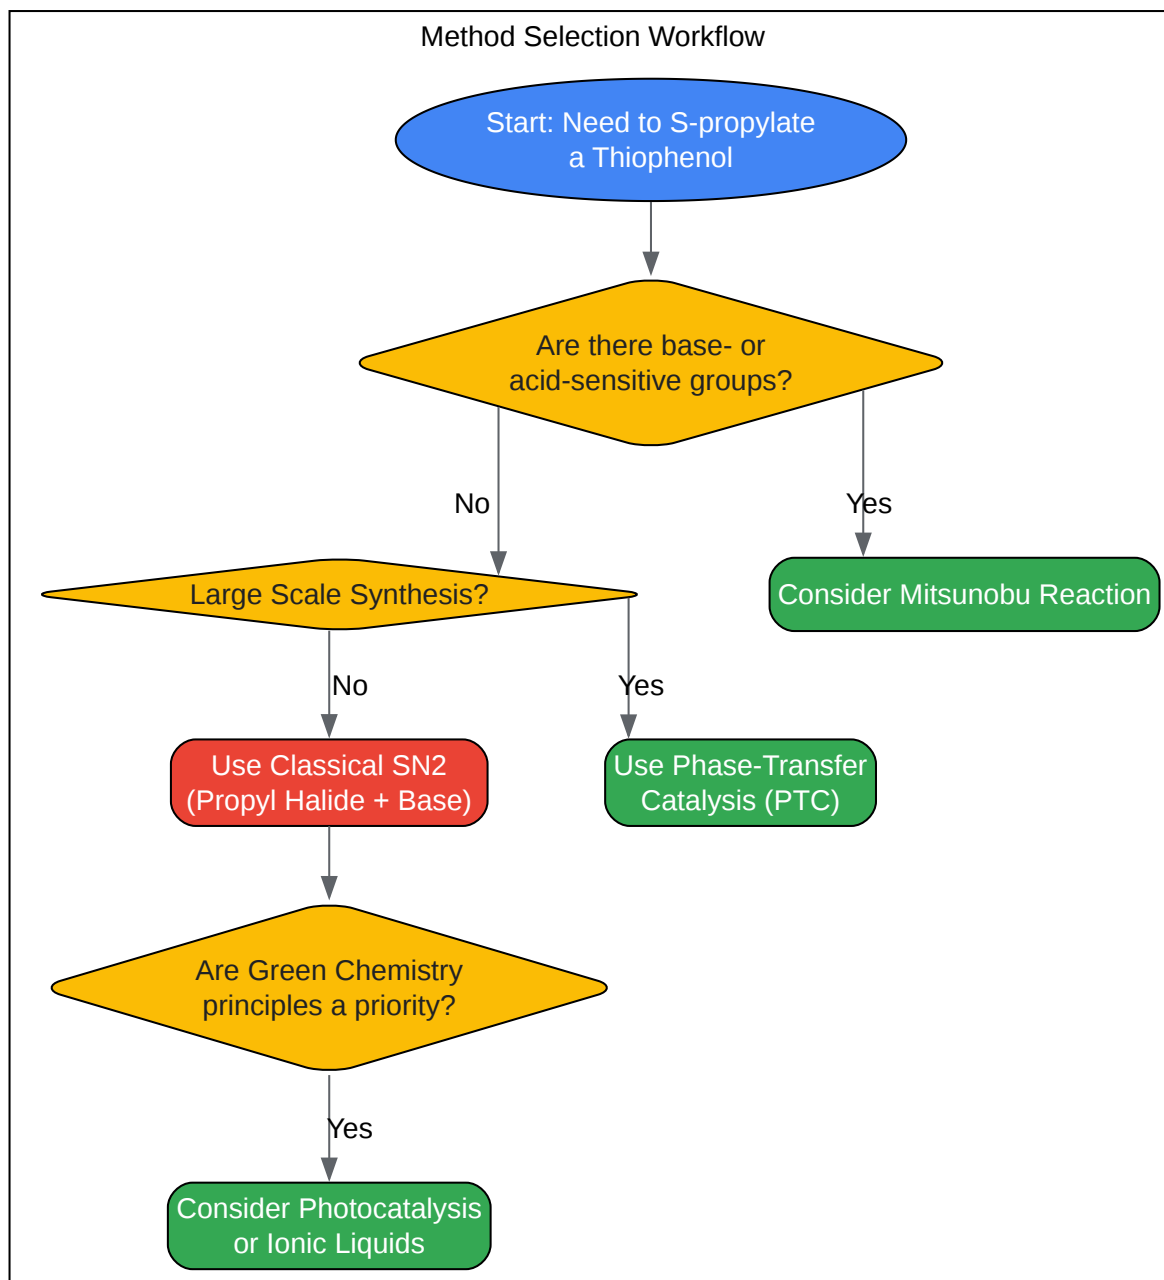 Method Selection Workflow
Start: Need to S-propylate
a Thiophenol
Are there base- or
acid-sensitive groups?
No
Yes
Large Scale Synthesis?
Consider Mitsunobu Reaction
No
Yes
Use Classical SN2
(Propyl Halide + Base)
Use Phase-Transfer
Catalysis (PTC)
Are Green Chemistry
principles a priority?
Yes
Consider Photocatalysis
or Ionic Liquids